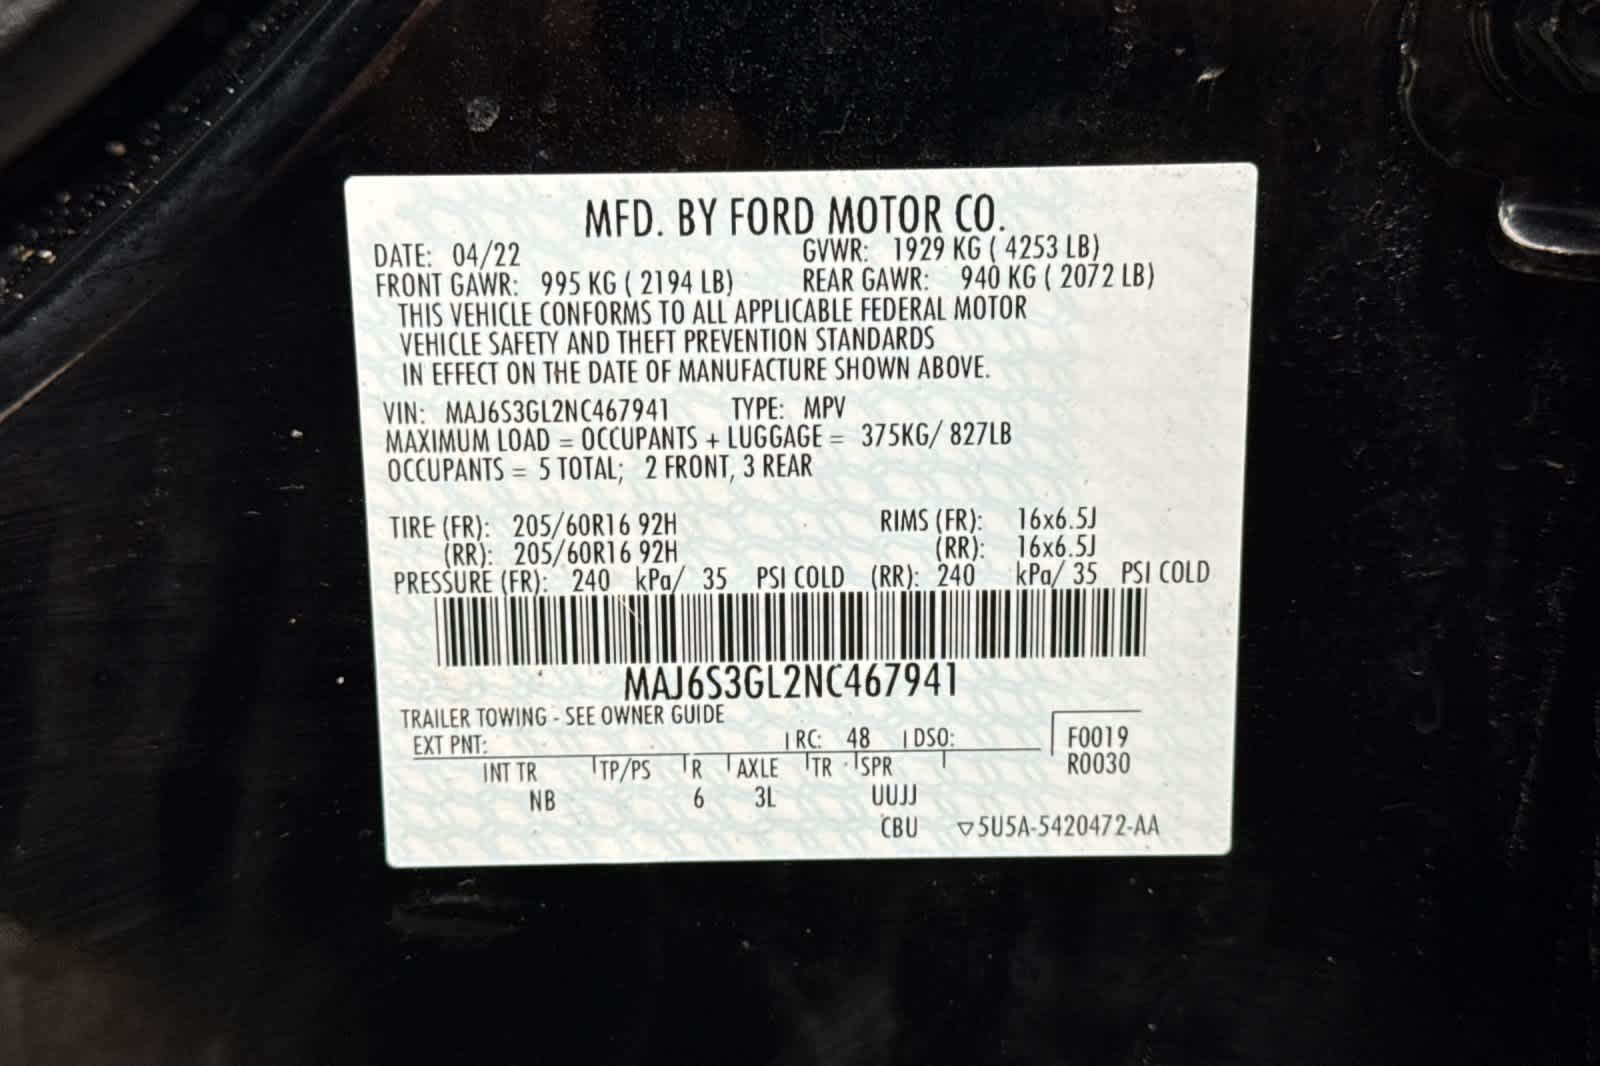 MFD. BY FORD MOTOR CO.
DATE: 04/22 GVWR: 1929 KG ( 4253 LB)
FRONT GAWR: 995 KG ( 2194 LB) REAR GAWR: 940 KG ( 2072 LB)
THIS VEHICLE CONFORMS TO ALL APPLICABLE FEDERAL MOTOR
VEHICLE SAFETY AND THEFT PREVENTION STANDARDS
IN EFFECT ON THE DATE OF MANUFACTURE SHOWN ABOVE.
VIN: MAJ6S3GL2NC467941 TYPE: MPV
MAXIMUM LOAD = OCCUPANTS + LUGGAGE = 375KG/ 827LB
OCCUPANTS = 5 TOTAL; 2 FRONT, 3 REAR
TIRE (FR): 205/60R16 92H RIMS (FR): 16x6.5J
(RR): 205/60R16 92H (RR): 16x6.5J
PRESSURE (FR): 240 kPa/ 35 PSI COLD (RR): 240 kPa/ 35 PSI COLD
MAJ6S3GL2NC467941
TRAILER TOWING - SEE OWNER GUIDE
EXT PNT: RC: 48 DSO: F0019
R0030
INT TR TP/PS R AXLE TR SPR
NB 6 3L UUJJ
CBU ▽5U5A-5420472-AA